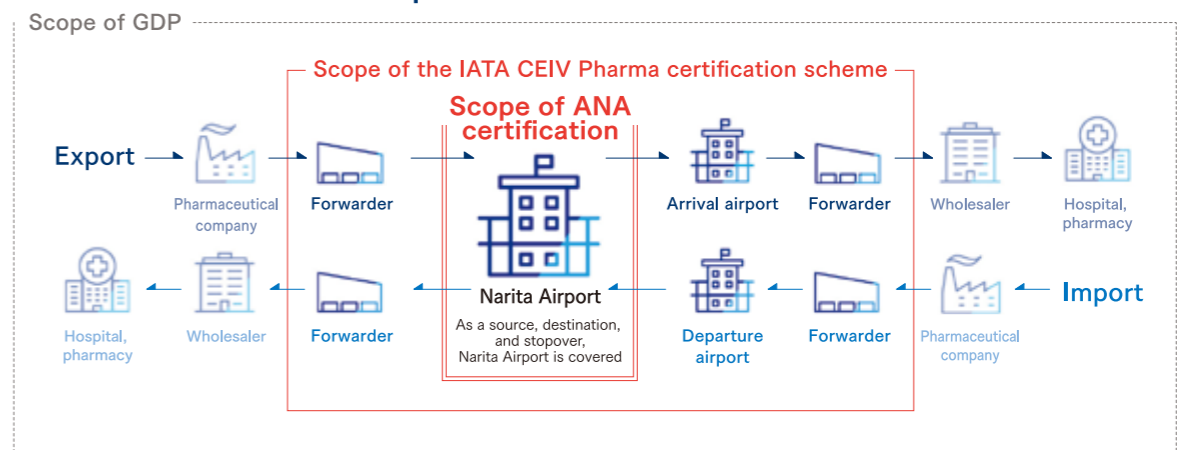 Scope of GDP
Scope of the IATA CEIV Pharma certification scheme
Scope of ANA
certification
Export
Pharmaceutical
company
Forwarder
Arrival airport
Forwarder
Wholesaler
Hospital,
pharmacy
Hospital,
pharmacy
Wholesaler
Forwarder
Narita Airport
As a source, destination,
and stopover,
Narita Airport is covered
Departure
airport
Forwarder
Pharmaceutical
company
Import